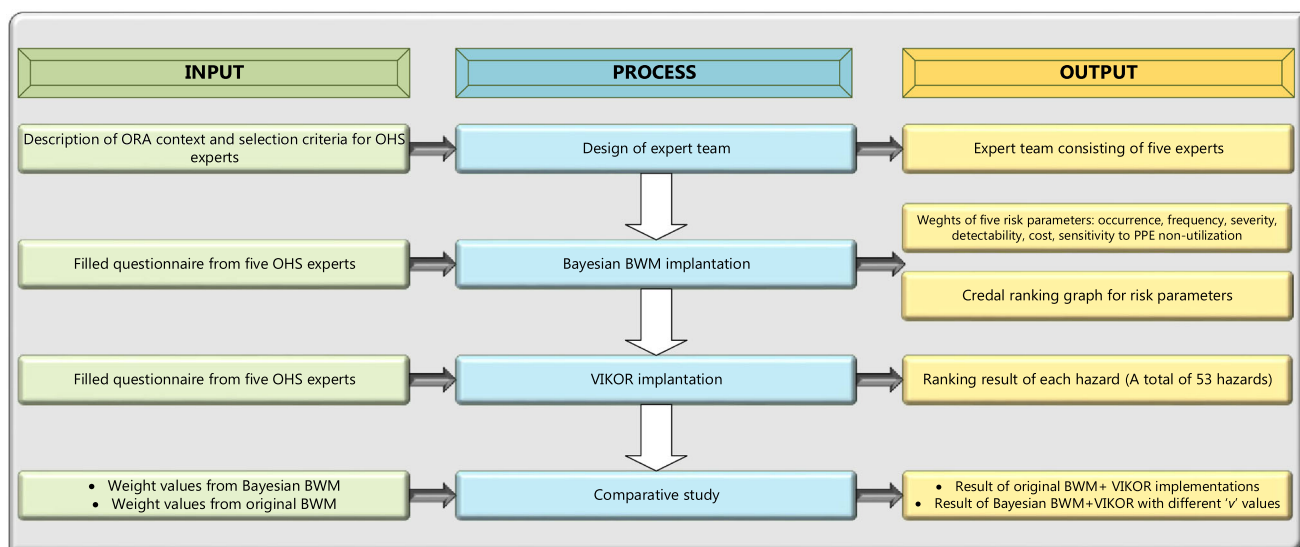 INPUT
PROCESS
OUTPUT
Description of ORA context and selection criteria for OHS
experts
Design of expert team
Expert team consisting of five experts
Filled questionnaire from five OHS experts
Bayesian BWM implantation
Weghts of five risk parameters: occurrence, frequency, severity,
detectability, cost, sensitivity to PPE non-utilization
Credal ranking graph for risk parameters
Filled questionnaire from five OHS experts
VIKOR implantation
Ranking result of each hazard (A total of 53 hazards)
• Weight values from Bayesian BWM
• Weight values from original BWM
Comparative study
• Result of original BWM+ VIKOR implementations
• Result of Bayesian BWM+VIKOR with different 'v' values